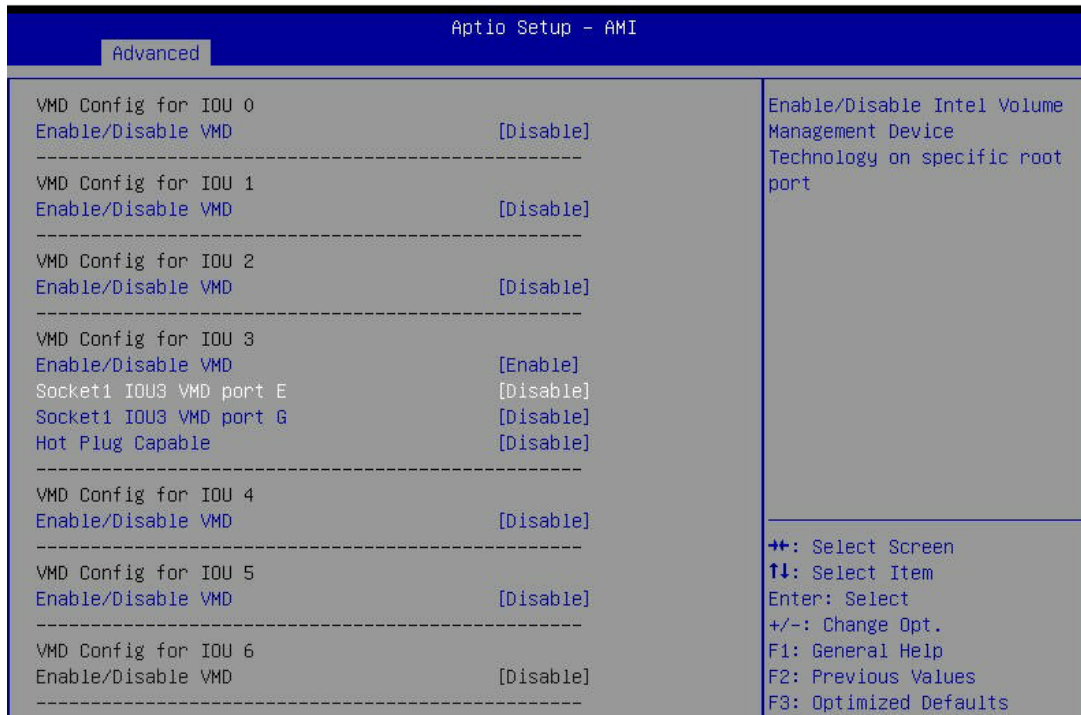 Aptio Setup – AMI
Advanced
VMD Config for IOU 0
Enable/Disable VMD [Disable]
------------------------------------------------
VMD Config for IOU 1
Enable/Disable VMD [Disable]
------------------------------------------------
VMD Config for IOU 2
Enable/Disable VMD [Disable]
------------------------------------------------
VMD Config for IOU 3
Enable/Disable VMD [Enable]
Socket1 IOU3 VMD port E [Disable]
Socket1 IOU3 VMD port G [Disable]
Hot Plug Capable [Disable]
------------------------------------------------
VMD Config for IOU 4
Enable/Disable VMD [Disable]
------------------------------------------------
VMD Config for IOU 5
Enable/Disable VMD [Disable]
------------------------------------------------
VMD Config for IOU 6
Enable/Disable VMD [Disable]
------------------------------------------------
Enable/Disable Intel Volume
Management Device
Technology on specific root
port
→←: Select Screen
↑↓: Select Item
Enter: Select
+/-: Change Opt.
F1: General Help
F2: Previous Values
F3: Optimized Defaults